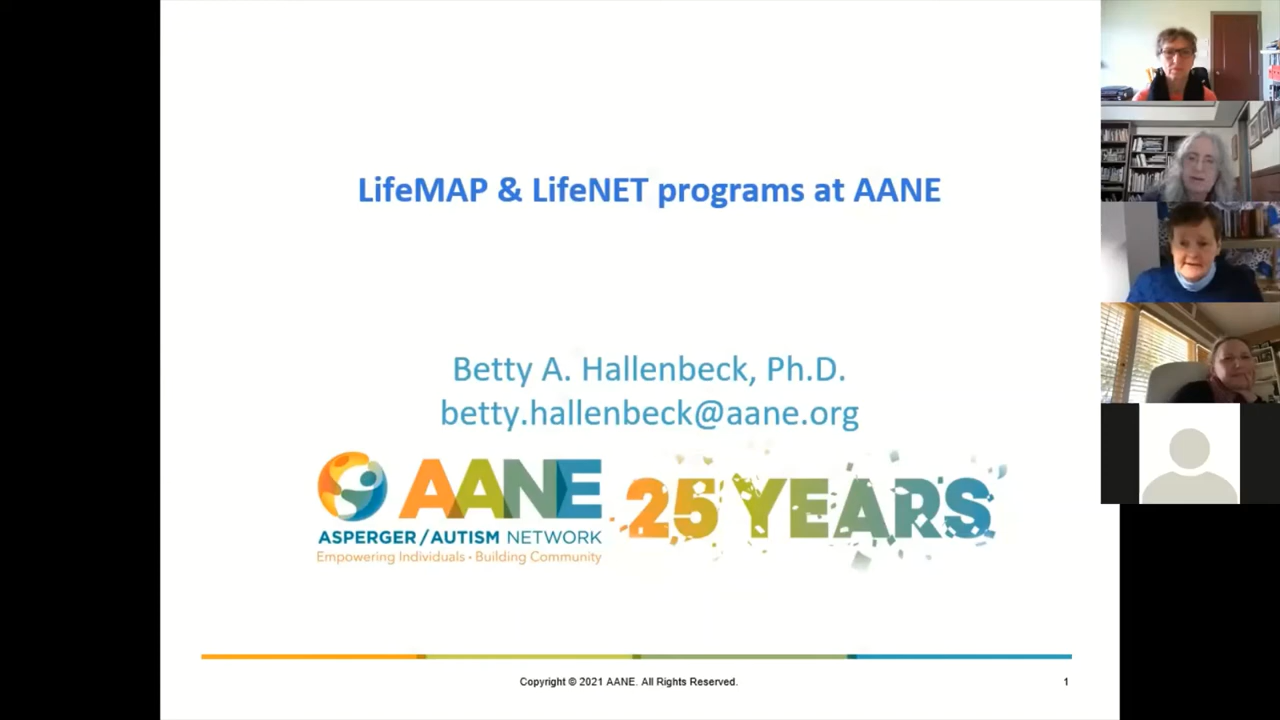 LifeMAP & LifeNET programs at AANE
Betty A. Hallenbeck, Ph.D.
betty.hallenbeck@aane.org
AANE
25 YEARS
ASPERGER/AUTISM NETWORK
Empowering Individuals • Building Community
Copyright © 2021 AANE. All Rights Reserved.
1